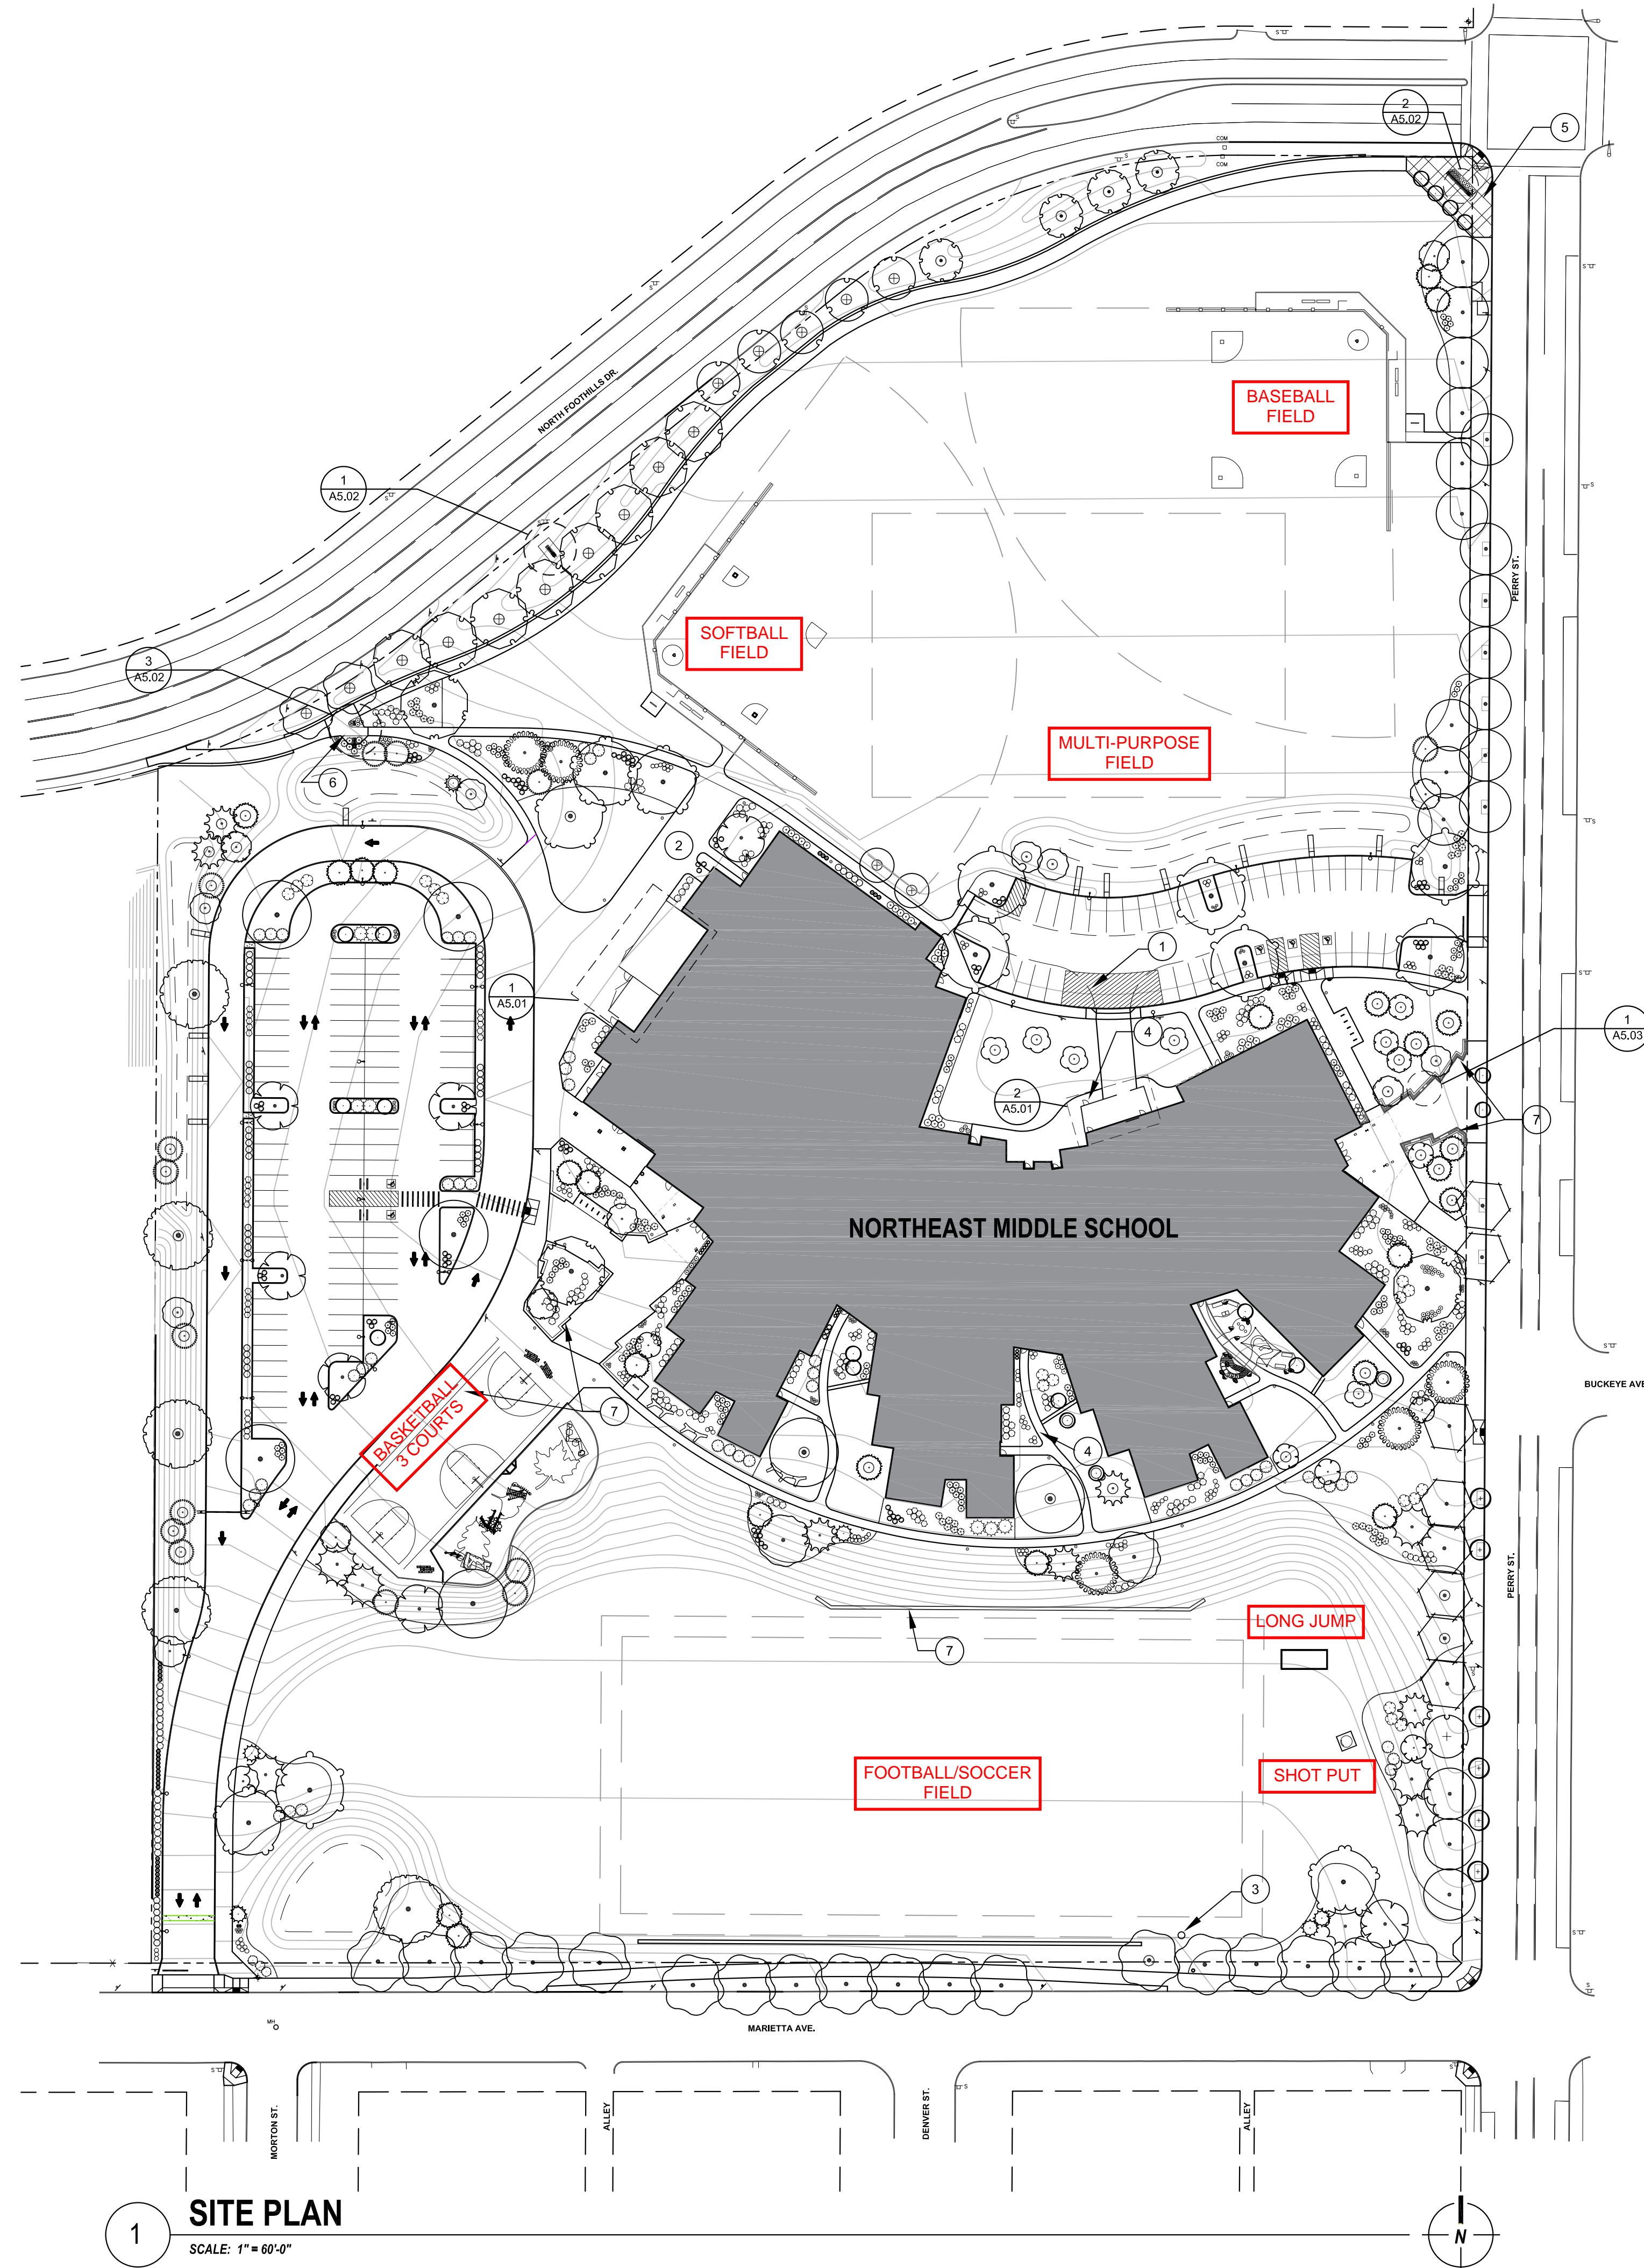 2
A5.02
5
NORTH FOOTHILLS DR.
COM
COM
BASEBALL
FIELD
1
A5.02
PERRY ST.
SOFTBALL
FIELD
3
A5.02
MULTI-PURPOSE
FIELD
6
2
1
1
A5.01
4
1
A5.03
2
A5.01
7
NORTHEAST MIDDLE SCHOOL
BUCKEYE AVE
BASKETBALL
3 COURTS
7
4
PERRY ST.
LONG JUMP
7
FOOTBALL/SOCCER
FIELD
SHOT PUT
3
MH
MARIETTA AVE.
MORTON ST.
ALLEY
DENVER ST.
ALLEY
1
SITE PLAN
SCALE: 1" = 60'-0"
N